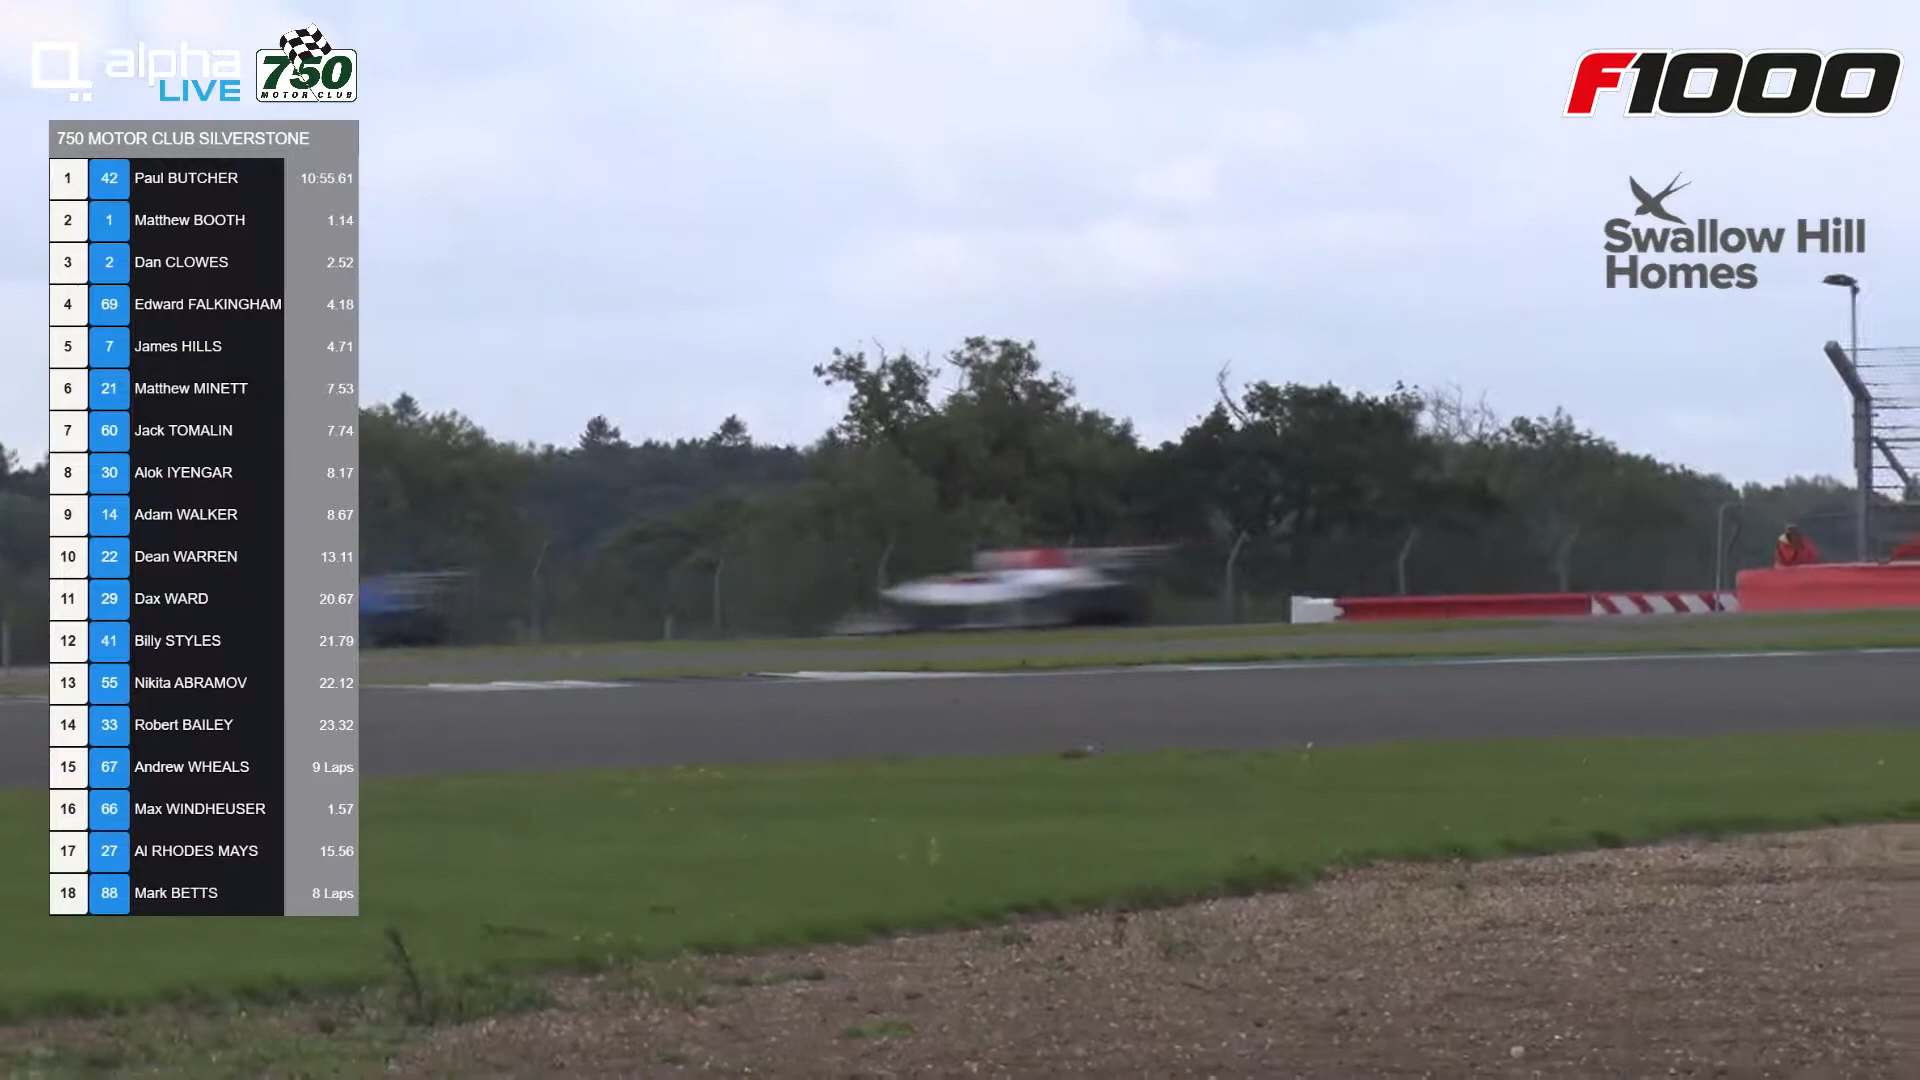 alpha
LIVE
750
MOTOR CLUB
F1000
Swallow Hill
Homes
750 MOTOR CLUB SILVERSTONE
1 42 Paul BUTCHER 10:55.61
2 1 Matthew BOOTH 1.14
3 2 Dan CLOWES 2.52
4 69 Edward FALKINGHAM 4.18
5 7 James HILLS 4.71
6 21 Matthew MINETT 7.53
7 60 Jack TOMALIN 7.74
8 30 Alok IYENGAR 8.17
9 14 Adam WALKER 8.67
10 22 Dean WARREN 13.11
11 29 Dax WARD 20.67
12 41 Billy STYLES 21.79
13 55 Nikita ABRAMOV 22.12
14 33 Robert BAILEY 23.32
15 67 Andrew WHEALS 9 Laps
16 66 Max WINDHEUSER 1.57
17 27 Al RHODES MAYS 15.56
18 88 Mark BETTS 8 Laps